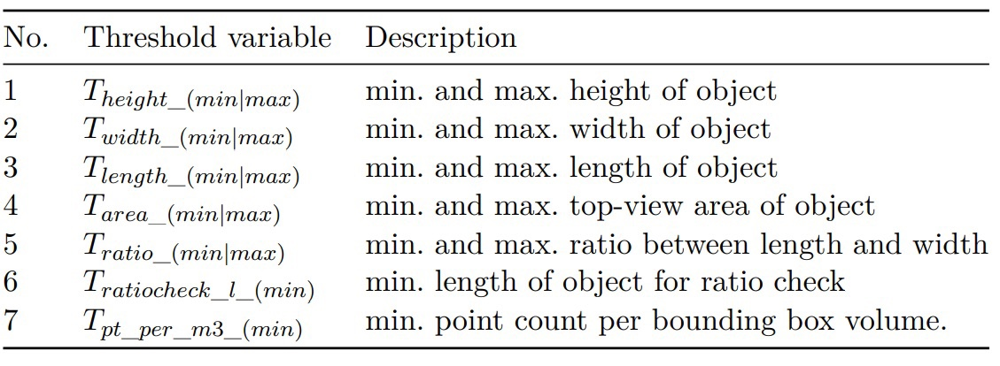 No. Threshold variable Description
1 T_{height\_(min|max)} min. and max. height of object
2 T_{width\_(min|max)} min. and max. width of object
3 T_{length\_(min|max)} min. and max. length of object
4 T_{area\_(min|max)} min. and max. top-view area of object
5 T_{ratio\_(min|max)} min. and max. ratio between length and width
6 T_{ratiocheck\_l\_(min)} min. length of object for ratio check
7 T_{pt\_per\_m3\_(min)} min. point count per bounding box volume.